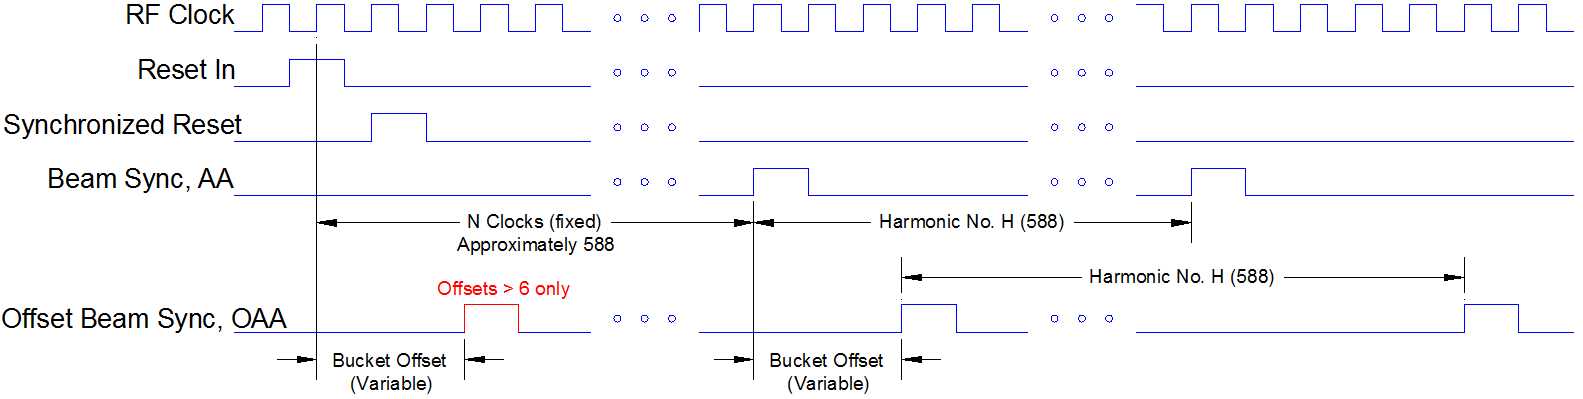 RF Clock
Reset In
Synchronized Reset
Beam Sync, AA
N Clocks (fixed)
Approximately 588
Harmonic No. H (588)
Harmonic No. H (588)
Offsets > 6 only
Offset Beam Sync, OAA
Bucket Offset
(Variable)
Bucket Offset
(Variable)